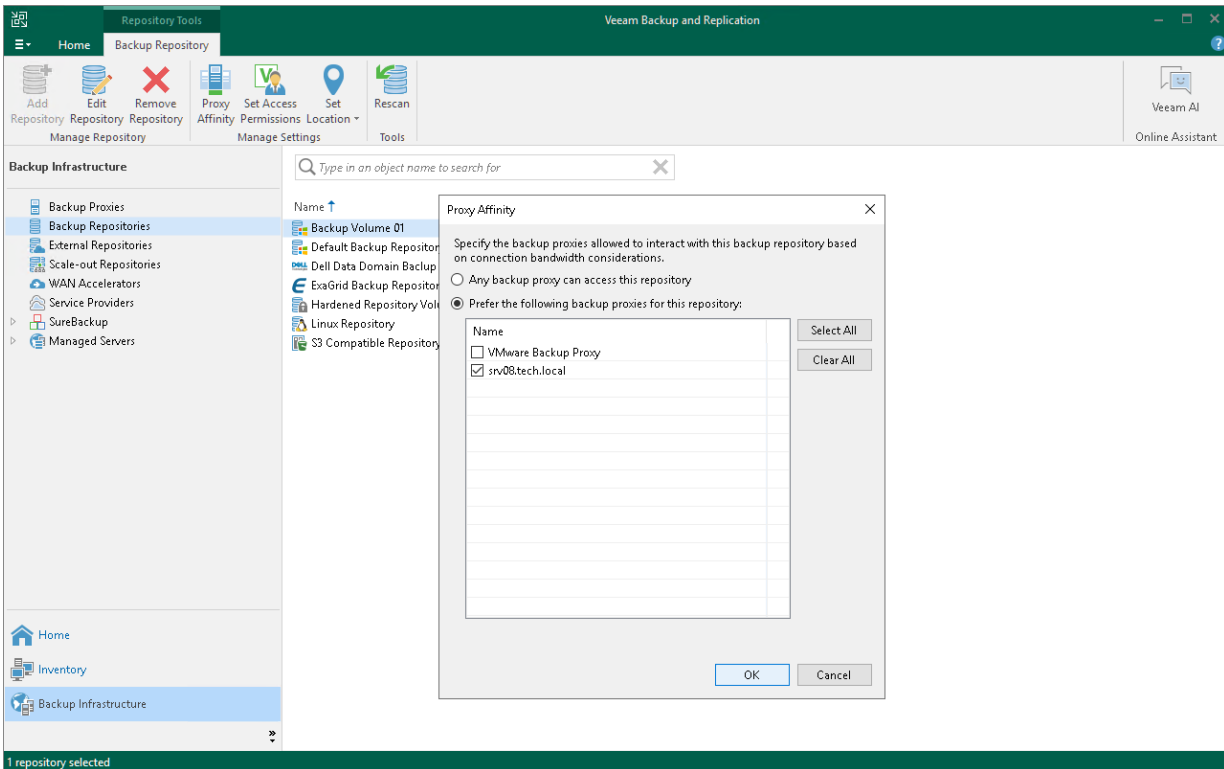 Repository Tools
Veeam Backup and Replication
Home
Backup Repository
Add Repository
Edit Repository
Remove Repository
Proxy Affinity
Set Access Permissions
Set Location
Rescan
Veeam AI
Manage Repository
Manage Settings
Tools
Online Assistant
Backup Infrastructure
Type in an object name to search for
Backup Proxies
Backup Repositories
External Repositories
Scale-out Repositories
WAN Accelerators
Service Providers
SureBackup
Managed Servers
Name
Backup Volume 01
Default Backup Repositor
Dell Data Domain Baclup
ExaGrid Backup Repositor
Hardened Repository Vol
Linux Repository
S3 Compatible Repository
Proxy Affinity
Specify the backup proxies allowed to interact with this backup repository based
on connection bandwidth considerations.
Any backup proxy can access this repository
Prefer the following backup proxies for this repository:
Name
VMware Backup Proxy
srv08.tech.local
Select All
Clear All
OK
Cancel
Home
Inventory
Backup Infrastructure
1 repository selected